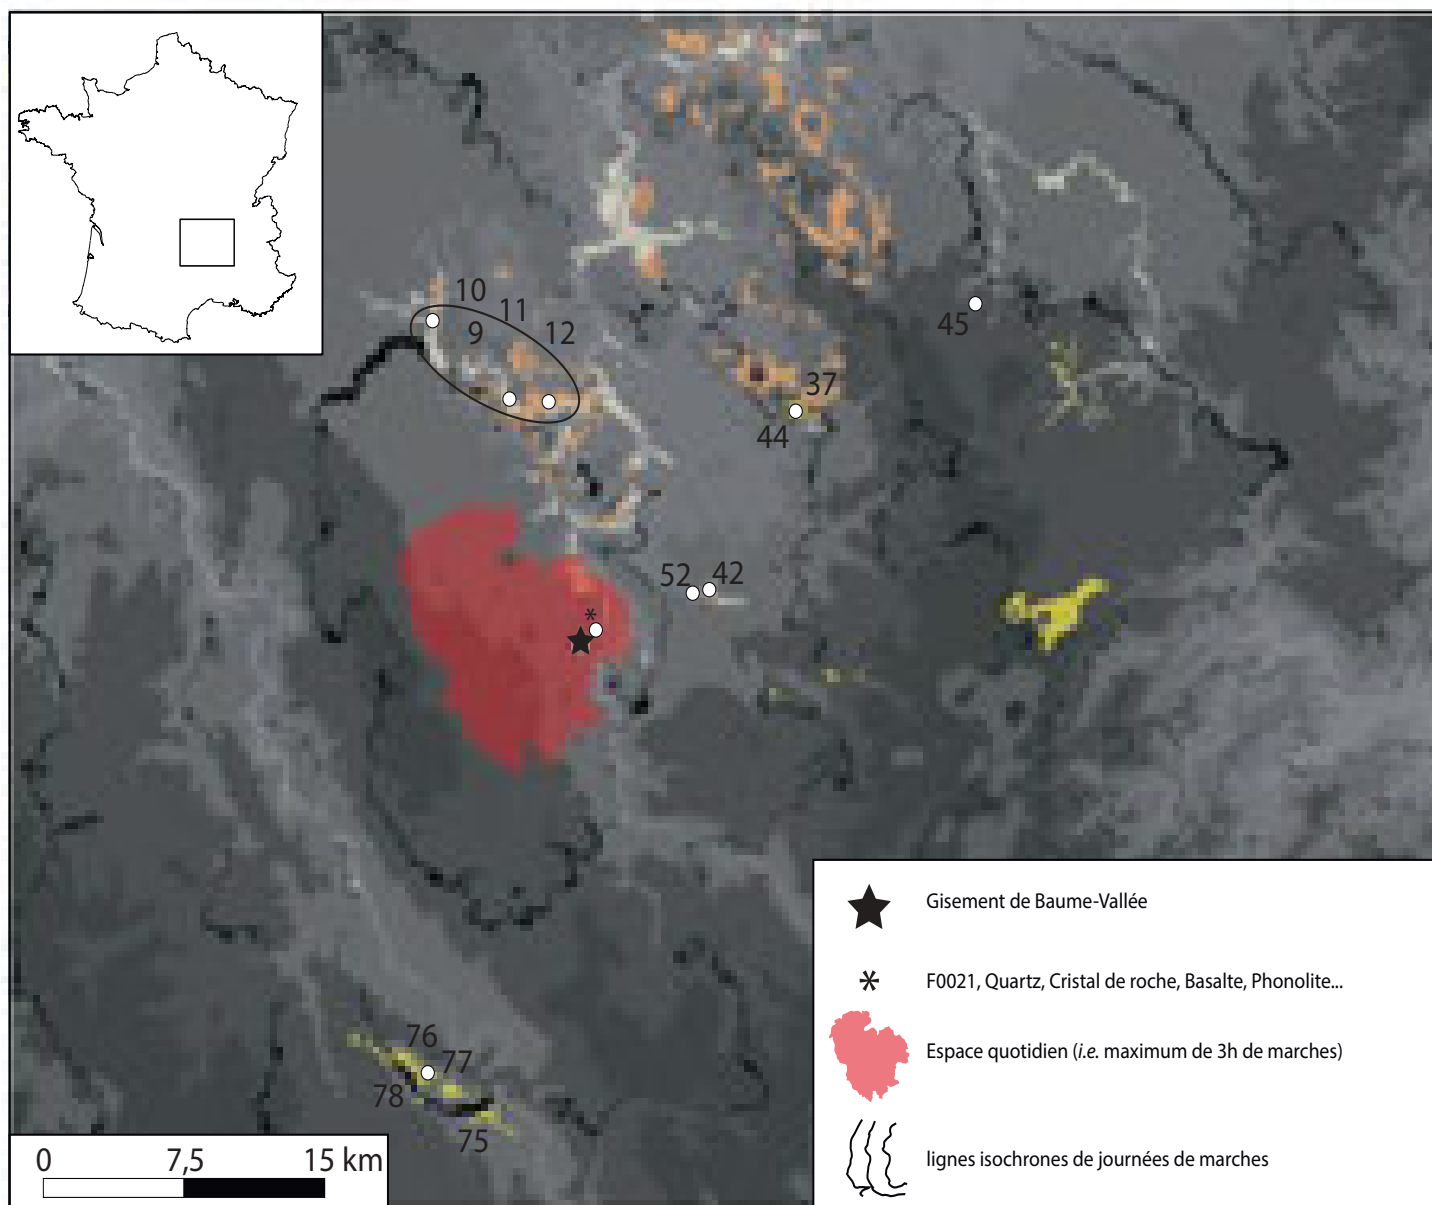 10
11
9
12
45
37
44
52
42
*
76
77
78
75
0 7,5 15 km
Gisement de Baume-Vallée
* F0021, Quartz, Cristal de roche, Basalte, Phonolite...
Espace quotidien (i.e. maximum de 3h de marches)
lignes isochrones de journées de marches